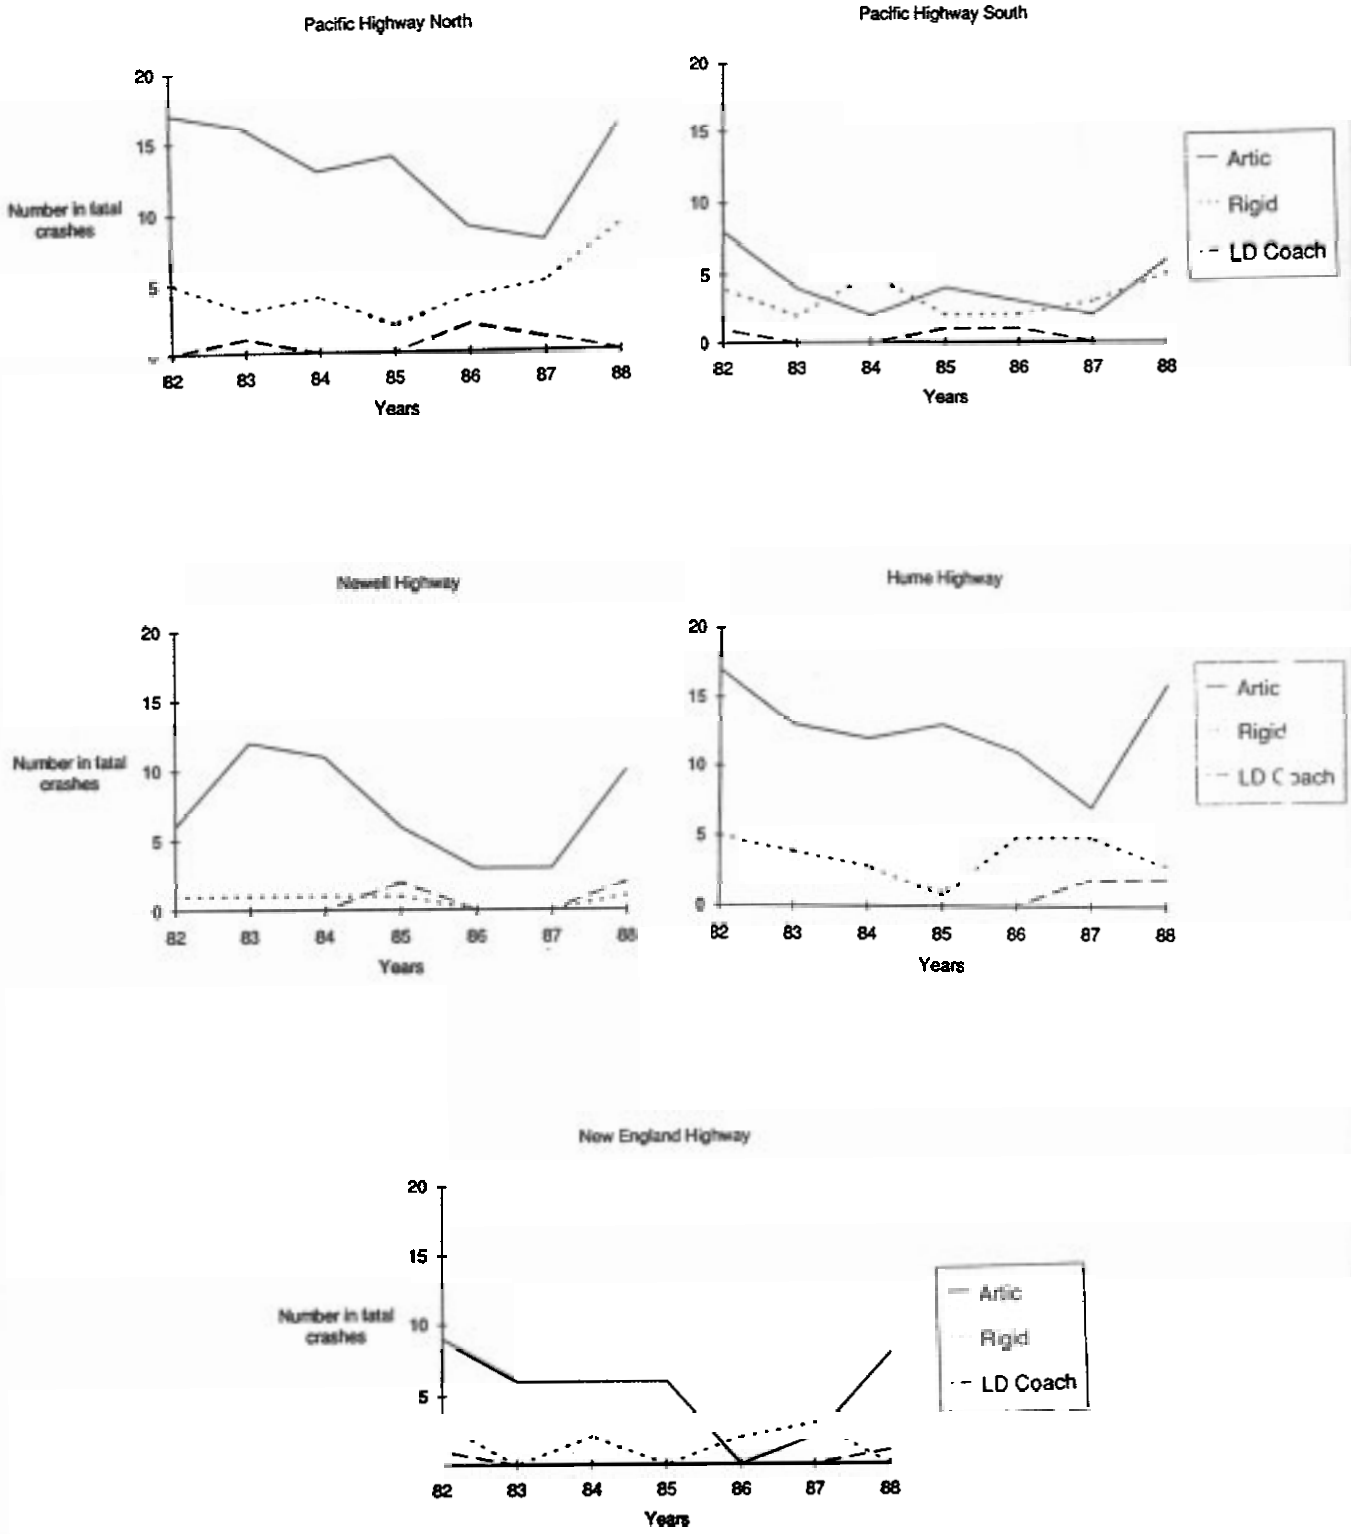 Pacific Highway North
20
15
Number in fatal
crashes
10
5
82 83 84 85 86 87 88
Years
Pacific Highway South
20
15
10
5
0
82 83 84 85 86 87 88
Years
Artic
Rigid
LD Coach
Newell Highway
20
15
Number in fatal
crashes
10
5
0
82 83 84 85 86 87 88
Years
Hume Highway
20
15
10
5
0
82 83 84 85 86 87 88
Years
Artic
Rigid
LD Coach
New England Highway
20
15
Number in fatal
crashes
10
5
82 83 84 85 86 87 88
Years
Artic
Rigid
LD Coach